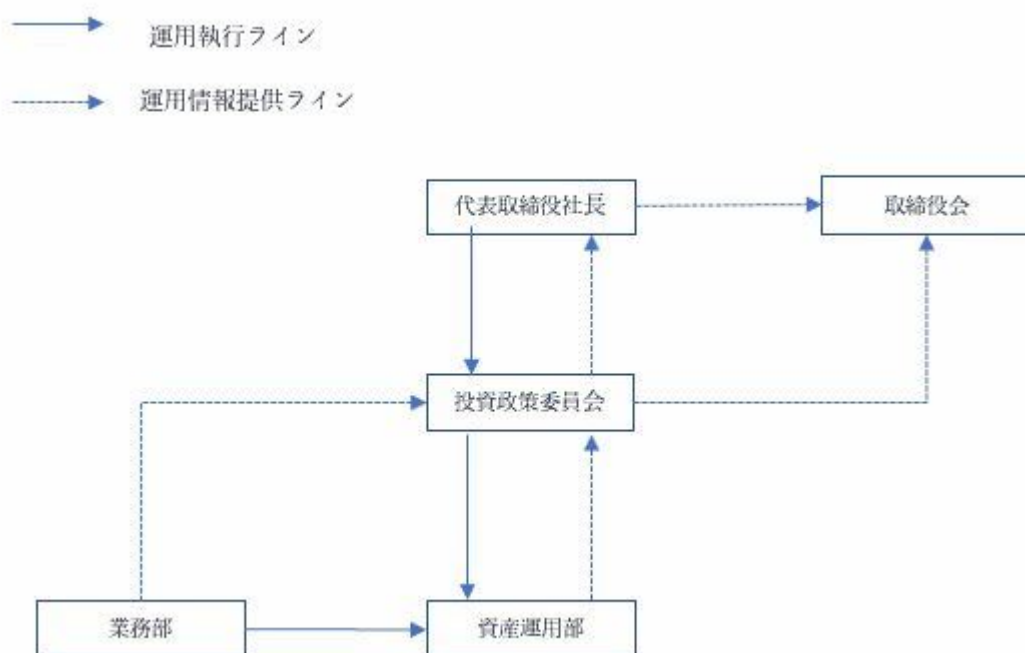 運用執行ライン
運用情報提供ライン
代表取締役社長
取締役会
投資政策委員会
業務部
資産運用部